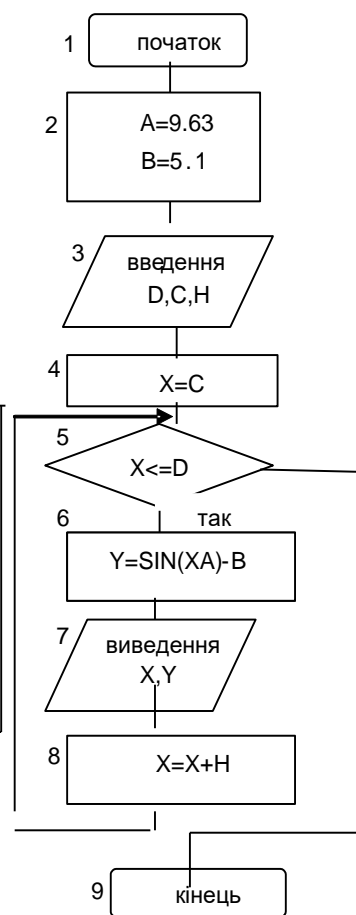 1 початок
2 A=9.63
B=5.1
3 введення
D,C,H
4 X=C
5 X<=D
6 так
Y=SIN(XA)-B
7 виведення
X,Y
8 X=X+H
9 кінець